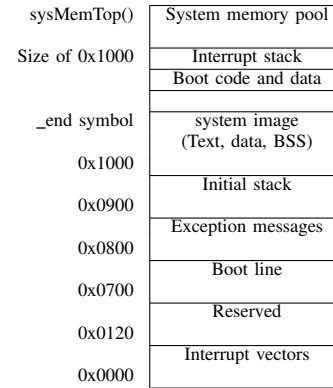 sysMemTop() System memory pool
Size of 0x1000 Interrupt stack
Boot code and data
_end symbol system image
(Text, data, BSS)
0x1000
Initial stack
0x0900
Exception messages
0x0800
Boot line
0x0700
Reserved
0x0120
Interrupt vectors
0x0000